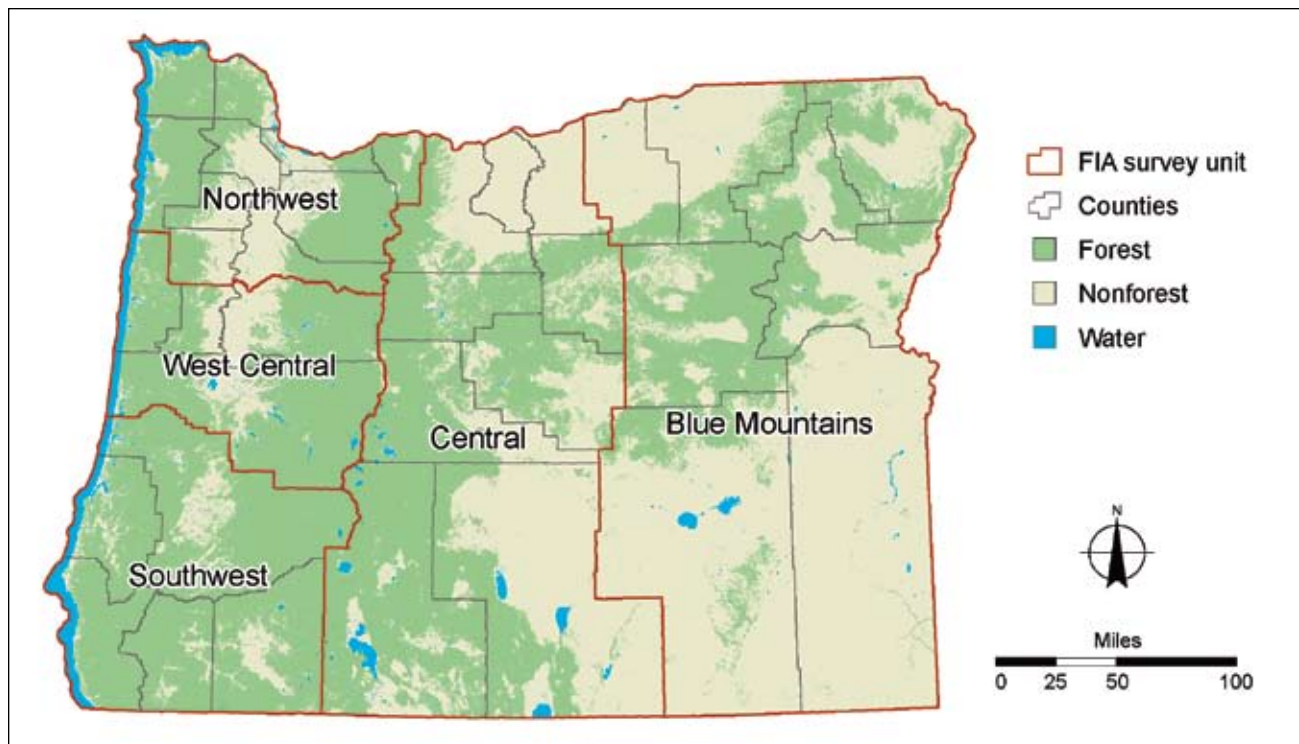 Northwest
West Central
Central
Blue Mountains
Southwest
FIA survey unit
Counties
Forest
Nonforest
Water
N
Miles
0 25 50 100